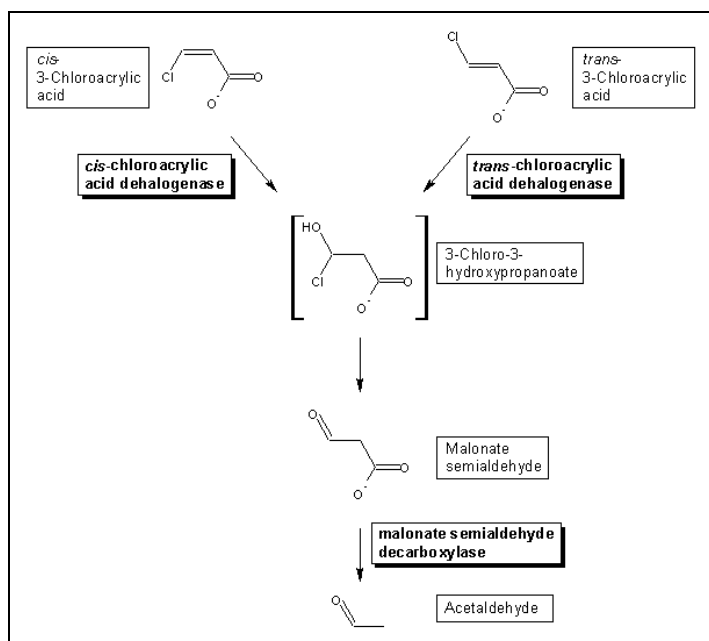 cis-
3-Chloroacrylic
acid
Cl
O
O-
Cl
O
O-
trans-
3-Chloroacrylic
acid
cis-chloroacrylic
acid dehalogenase
trans-chloroacrylic
acid dehalogenase
HO
Cl
O
O-
3-Chloro-3-
hydroxypropanoate
O
O
O-
Malonate
semialdehyde
malonate semialdehyde
decarboxylase
O
Acetaldehyde